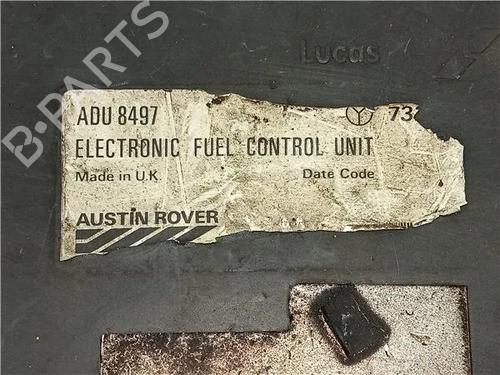 Lucas
ADU 8497
Y 73
ELECTRONIC FUEL CONTROL UNIT
Made in U.K.
Date Code
AUSTIN ROVER
B-PARTS